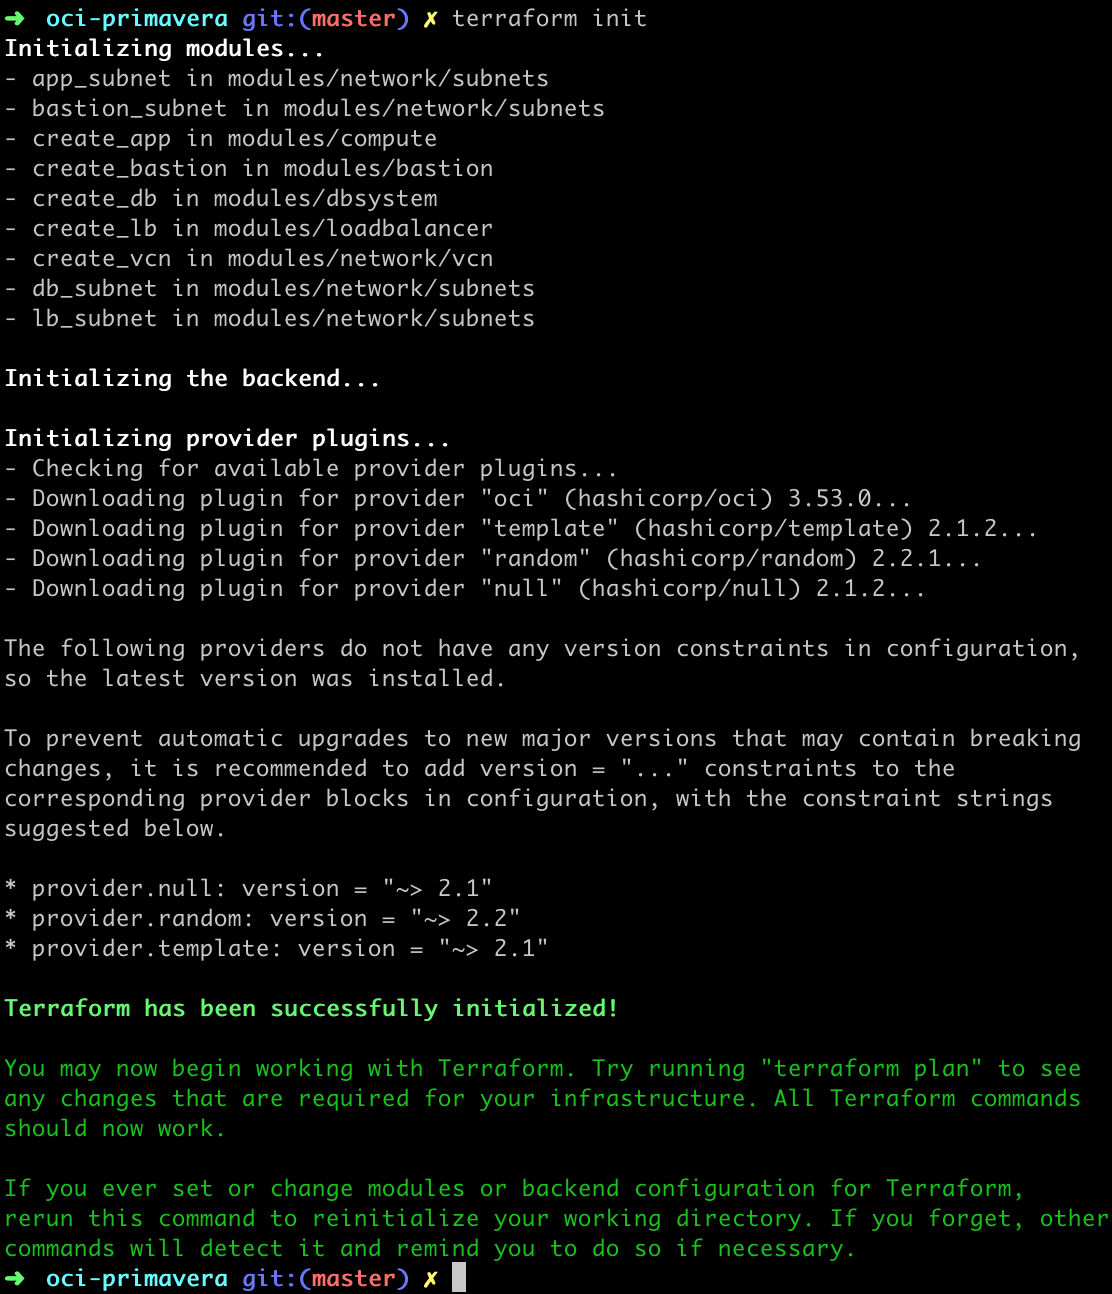 ➜ oci-primavera git:(master) ✗ terraform init
Initializing modules...
- app_subnet in modules/network/subnets
- bastion_subnet in modules/network/subnets
- create_app in modules/compute
- create_bastion in modules/bastion
- create_db in modules/dbsystem
- create_lb in modules/loadbalancer
- create_vcn in modules/network/vcn
- db_subnet in modules/network/subnets
- lb_subnet in modules/network/subnets
Initializing the backend...
Initializing provider plugins...
- Checking for available provider plugins...
- Downloading plugin for provider "oci" (hashicorp/oci) 3.53.0...
- Downloading plugin for provider "template" (hashicorp/template) 2.1.2...
- Downloading plugin for provider "random" (hashicorp/random) 2.2.1...
- Downloading plugin for provider "null" (hashicorp/null) 2.1.2...
The following providers do not have any version constraints in configuration,
so the latest version was installed.
To prevent automatic upgrades to new major versions that may contain breaking
changes, it is recommended to add version = "..." constraints to the
corresponding provider blocks in configuration, with the constraint strings
suggested below.
* provider.null: version = "~> 2.1"
* provider.random: version = "~> 2.2"
* provider.template: version = "~> 2.1"
Terraform has been successfully initialized!
You may now begin working with Terraform. Try running "terraform plan" to see
any changes that are required for your infrastructure. All Terraform commands
should now work.
If you ever set or change modules or backend configuration for Terraform,
rerun this command to reinitialize your working directory. If you forget, other
commands will detect it and remind you to do so if necessary.
➜ oci-primavera git:(master) ✗